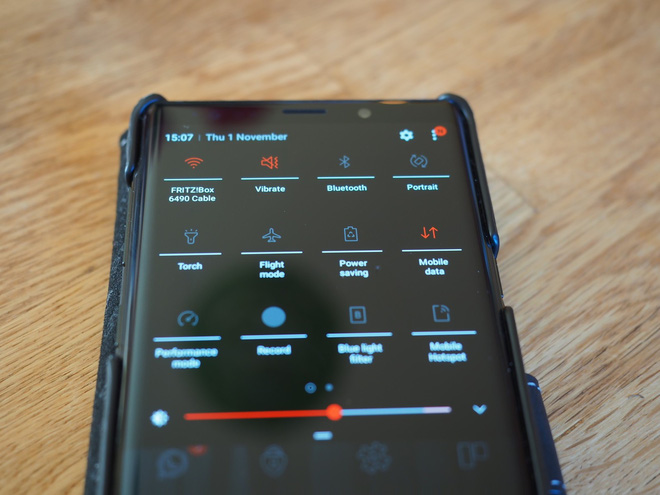 15:07 | Thu 1 November
FRITZ!Box
6490 Cable
Vibrate
Bluetooth
Portrait
Torch
Flight
mode
Power
saving
Mobile
data
Performance
mode
Record
Blue light
filter
Mobile
Hotspot